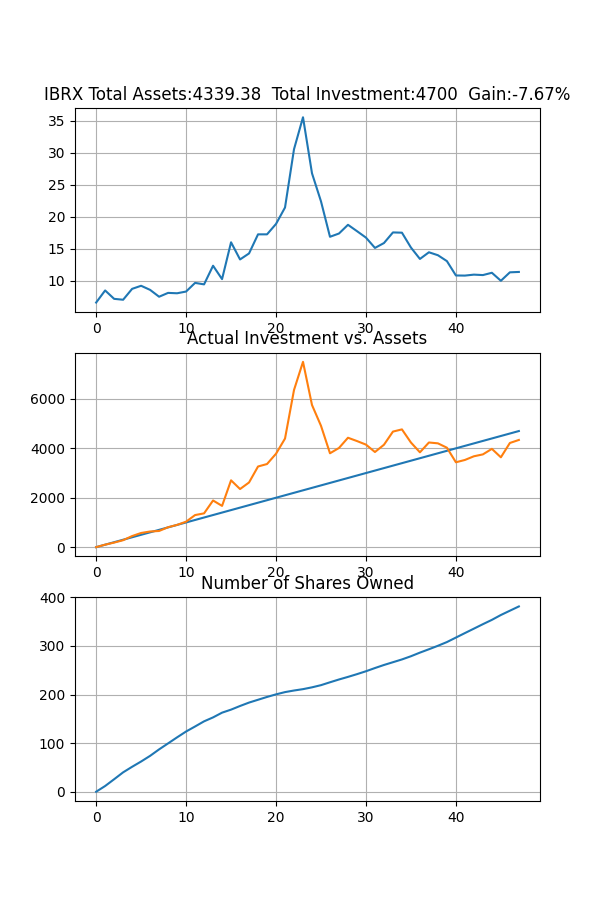 IBRX Total Assets:4339.38  Total Investment:4700  Gain:-7.67%
35
30
25
20
15
10
0 10 20 30 40
Actual Investment vs. Assets
6000
4000
2000
0
0 10 20 30 40
Number of Shares Owned
400
300
200
100
0
0 10 20 30 40